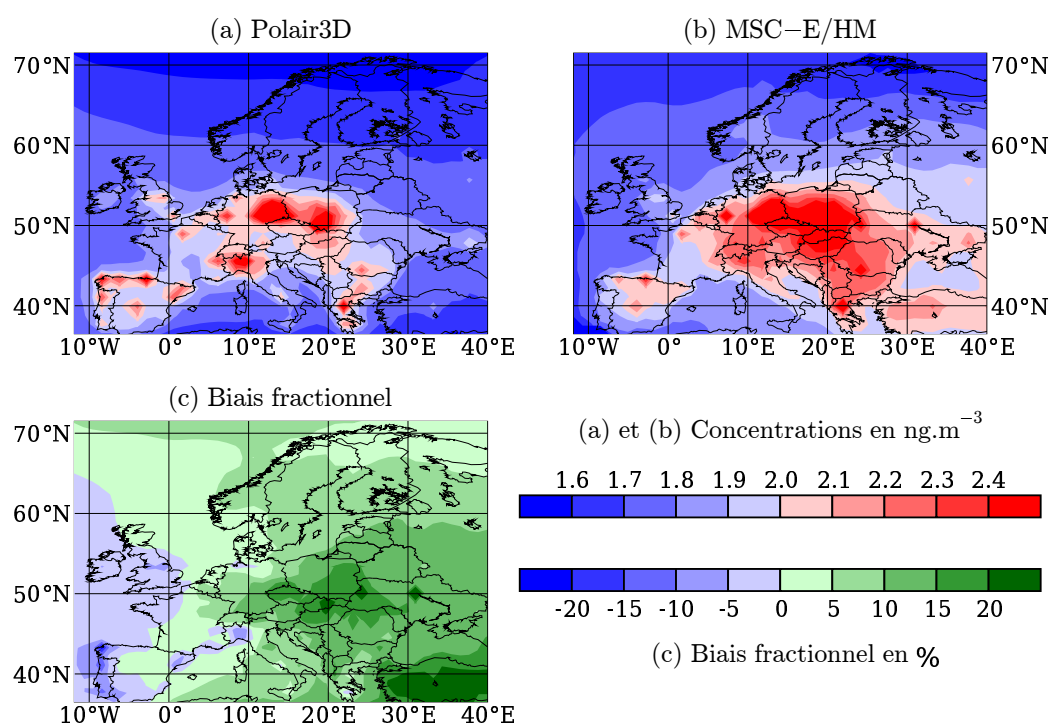 (a) Polair3D
(b) MSC−E/HM
70°N
60°N
50°N
40°N
10°W 0° 10°E 20°E 30°E 40°E
70°N
60°N
50°N
40°N
10°W 0° 10°E 20°E 30°E 40°E
(c) Biais fractionnel
70°N
60°N
50°N
40°N
10°W 0° 10°E 20°E 30°E 40°E
(a) et (b) Concentrations en ng.m⁻³
1.6 1.7 1.8 1.9 2.0 2.1 2.2 2.3 2.4
-20 -15 -10 -5 0 5 10 15 20
(c) Biais fractionnel en %